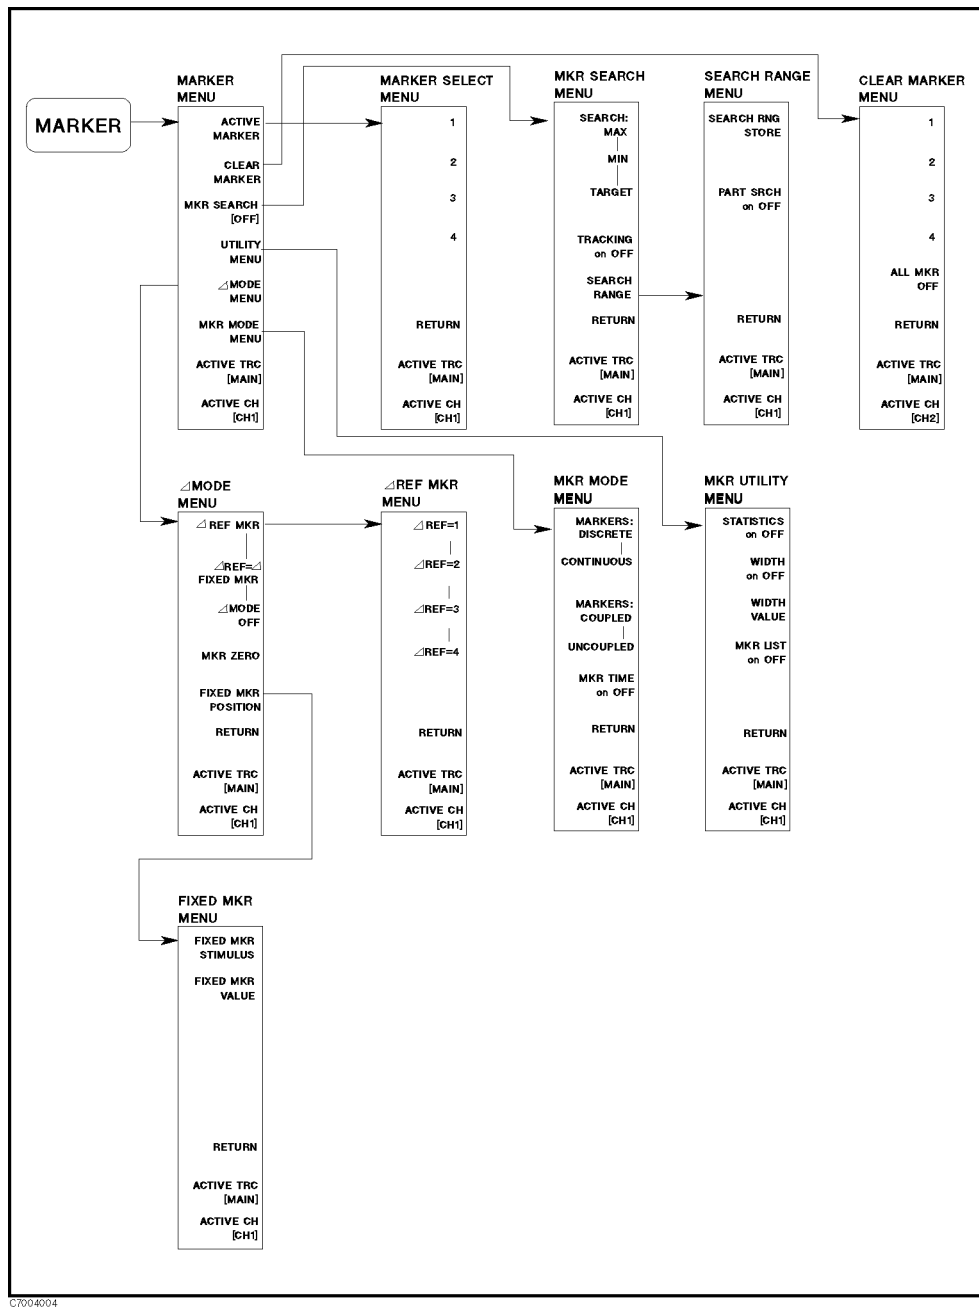 MARKER
MARKER
MENU
ACTIVE
MARKER
CLEAR
MARKER
MKR SEARCH
[OFF]
UTILITY
MENU
⊿MODE
MENU
MKR MODE
MENU
ACTIVE TRC
[MAIN]
ACTIVE CH
[CH1]
MARKER SELECT
MENU
1
2
3
4
RETURN
ACTIVE TRC
[MAIN]
ACTIVE CH
[CH1]
MKR SEARCH
MENU
SEARCH:
MAX
MIN
TARGET
TRACKING
on OFF
SEARCH
RANGE
RETURN
ACTIVE TRC
[MAIN]
ACTIVE CH
[CH1]
SEARCH RANGE
MENU
SEARCH RNG
STORE
PART SRCH
on OFF
RETURN
ACTIVE TRC
[MAIN]
ACTIVE CH
[CH1]
CLEAR MARKER
MENU
1
2
3
4
ALL MKR
OFF
RETURN
ACTIVE TRC
[MAIN]
ACTIVE CH
[CH2]
⊿MODE
MENU
⊿ REF MKR
⊿REF=⊿
FIXED MKR
⊿MODE
OFF
MKR ZERO
FIXED MKR
POSITION
RETURN
ACTIVE TRC
[MAIN]
ACTIVE CH
[CH1]
⊿REF MKR
MENU
⊿ REF=1
⊿REF=2
⊿REF=3
⊿REF=4
RETURN
ACTIVE TRC
[MAIN]
ACTIVE CH
[CH1]
MKR MODE
MENU
MARKERS:
DISCRETE
CONTINUOUS
MARKERS:
COUPLED
UNCOUPLED
MKR TIME
on OFF
RETURN
ACTIVE TRC
[MAIN]
ACTIVE CH
[CH1]
MKR UTILITY
MENU
STATISTICS
on OFF
WIDTH
on OFF
WIDTH
VALUE
MKR LIST
on OFF
RETURN
ACTIVE TRC
[MAIN]
ACTIVE CH
[CH1]
FIXED MKR
MENU
FIXED MKR
STIMULUS
FIXED MKR
VALUE
RETURN
ACTIVE TRC
[MAIN]
ACTIVE CH
[CH1]
C7004004